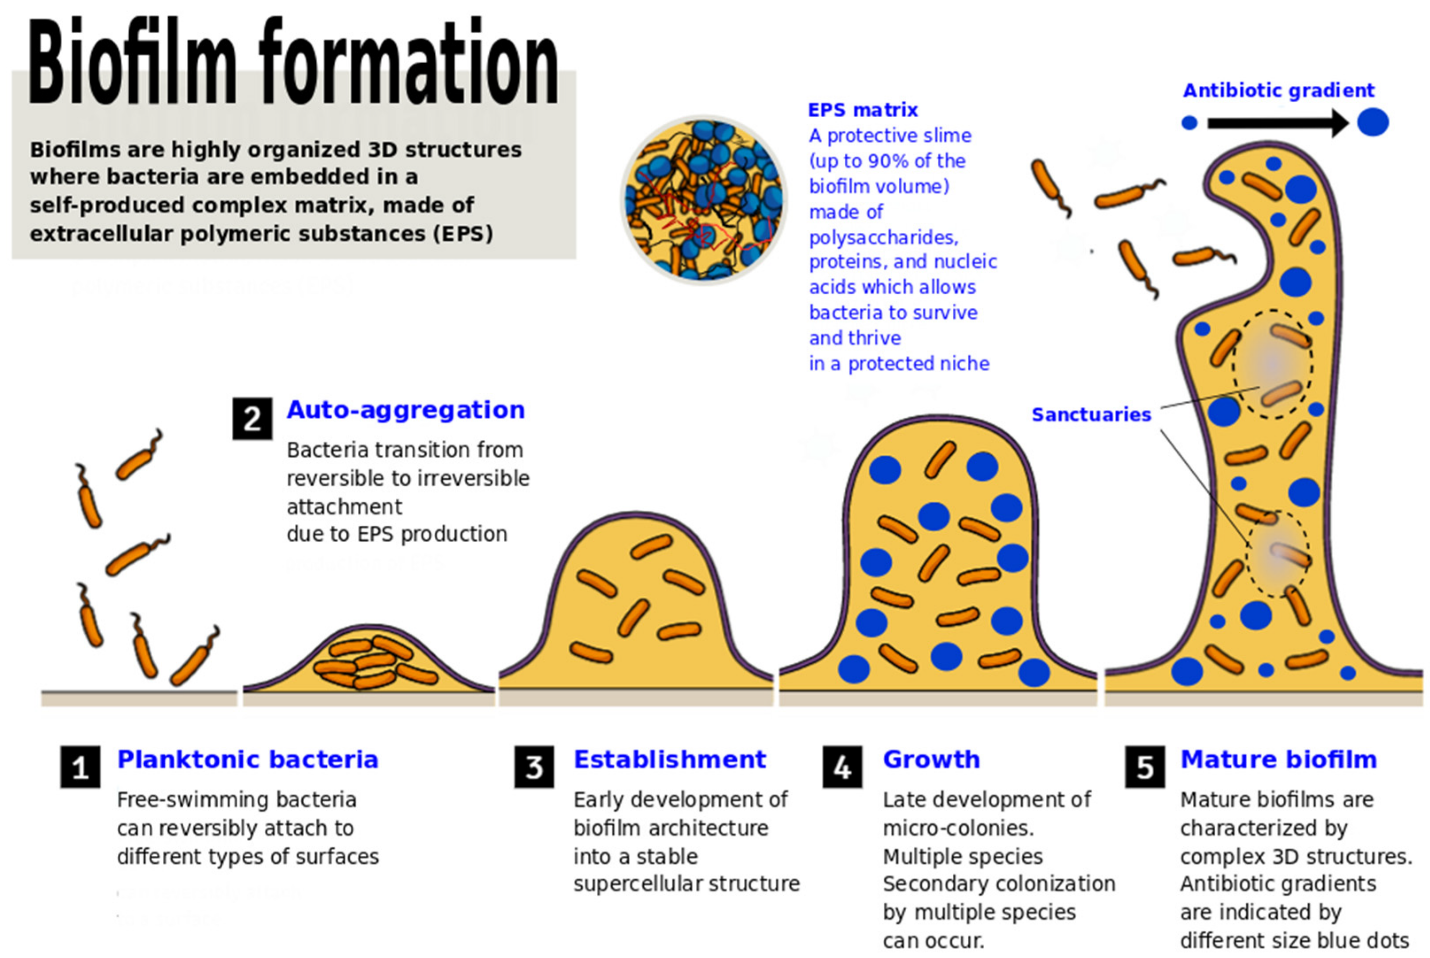 Biofilm formation
Biofilms are highly organized 3D structures
where bacteria are embedded in a
self-produced complex matrix, made of
extracellular polymeric substances (EPS)
EPS matrix
A protective slime
(up to 90% of the
biofilm volume)
made of
polysaccharides,
proteins, and nucleic
acids which allows
bacteria to survive
and thrive
in a protected niche
Antibiotic gradient
Sanctuaries
2 Auto-aggregation
Bacteria transition from
reversible to irreversible
attachment
due to EPS production
1 Planktonic bacteria
Free-swimming bacteria
can reversibly attach to
different types of surfaces
3 Establishment
Early development of
biofilm architecture
into a stable
supercellular structure
4 Growth
Late development of
micro-colonies.
Multiple species
Secondary colonization
by multiple species
can occur.
5 Mature biofilm
Mature biofilms are
characterized by
complex 3D structures.
Antibiotic gradients
are indicated by
different size blue dots